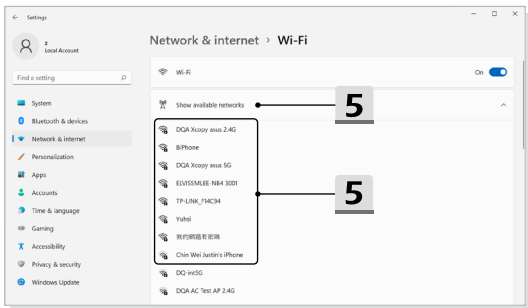 Settings
z
Local Account
Find a setting
System
Bluetooth & devices
Network & internet
Personalization
Apps
Accounts
Time & language
Gaming
Accessibility
Privacy & security
Windows Update
Network & internet > Wi-Fi
Wi-Fi
On
Show available networks
5
DQA Xcopy asus 2.4G
BiPhone
DQA Xcopy asus 5G
ELVISSMLEE-NB4 3001
5
TP-LINK_F14C94
Yuhsi
我的網路有密碼
Chin Wei Justin's iPhone
DQ-int5G
DQA AC Test AP 2.4G